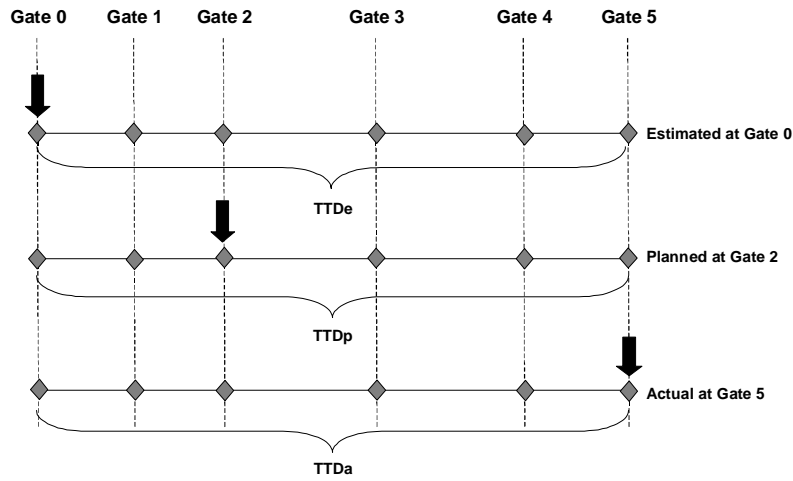 Gate 0 Gate 1 Gate 2 Gate 3 Gate 4 Gate 5
Estimated at Gate 0
TTDe
Planned at Gate 2
TTDp
Actual at Gate 5
TTDa